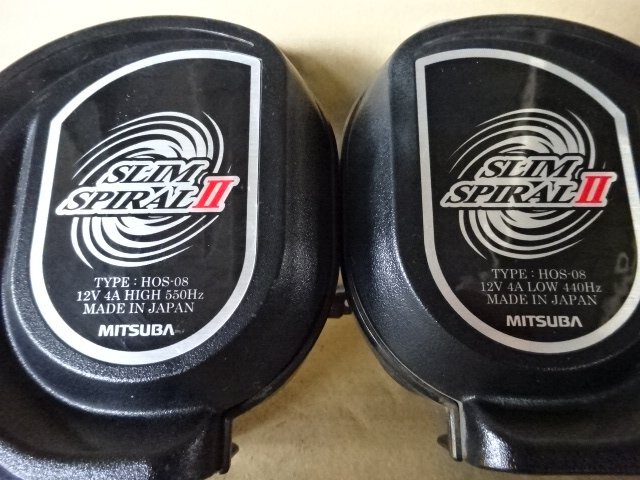 SLIM
SPIRAL II
TYPE : HOS-08
12V 4A HIGH 550Hz
MADE IN JAPAN
MITSUBA
SLIM
SPIRAL II
TYPE : HOS-08
12V 4A LOW 440Hz
MADE IN JAPAN
MITSUBA